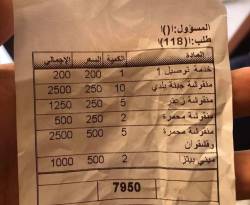 المسؤول:()ا
طلب:(118)ا
المادة الكمية السعر الإجمالي
خدمة توصيل 1 1 200 200
منقوشة جبنة بلدي 10 250 2500
منقوشة زعتر 5 250 1250
منقوشة محمرة 2 250 500
منقوشة محمرة 5 500 2500
وقشقوان
ميني بيتزا 2 500 1000
7950